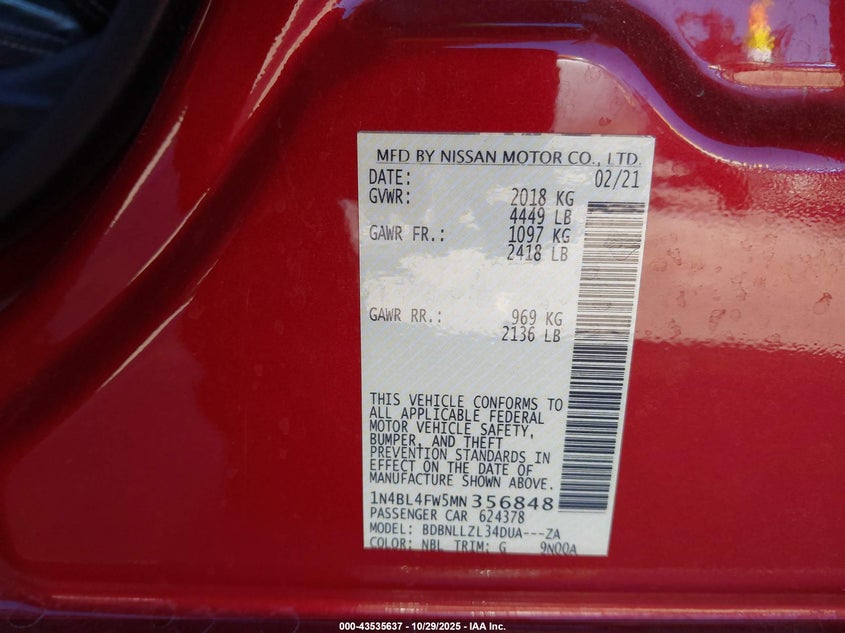 MFD BY NISSAN MOTOR CO., LTD.
DATE: 02/21
GVWR: 2018 KG
4449 LB
GAWR FR.: 1097 KG
2418 LB
GAWR RR.: 969 KG
2136 LB
THIS VEHICLE CONFORMS TO
ALL APPLICABLE FEDERAL
MOTOR VEHICLE SAFETY,
BUMPER, AND THEFT
PREVENTION STANDARDS IN
EFFECT ON THE DATE OF
MANUFACTURE SHOWN ABOVE.
1N4BL4FW5MN356848
PASSENGER CAR 624378
MODEL: BDBNLLZL34DUA---ZA
COLOR: NBL TRIM: G 9N00A
000-43535637 - 10/29/2025 - IAA Inc.